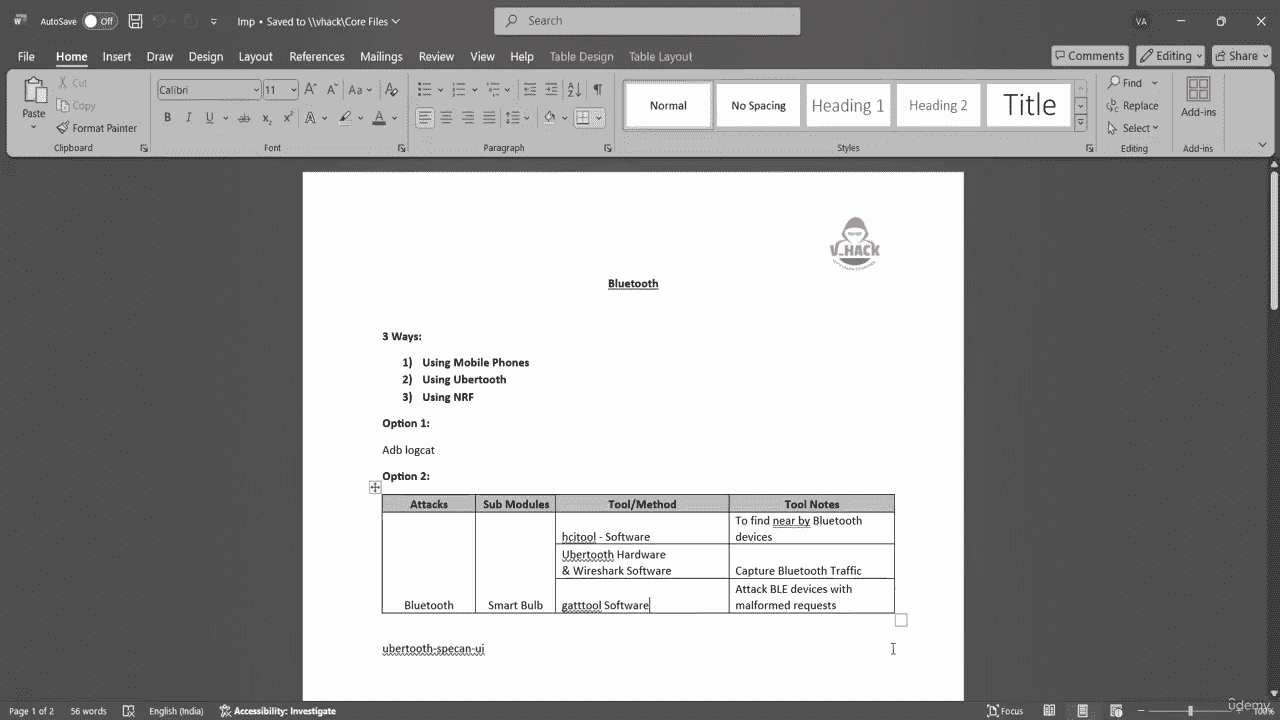 AutoSave Off Imp • Saved to \\vhack\Core Files Search VA
File Home Insert Draw Design Layout References Mailings Review View Help Table Design Table Layout Comments Editing Share
Paste
Cut
Copy
Format Painter
Clipboard
Calibri 11
Font
Paragraph
Normal No Spacing Heading 1 Heading 2 Title
Styles
Find
Replace
Select
Editing
Add-ins
Add-ins
V_HACK
Bluetooth
3 Ways:
1) Using Mobile Phones
2) Using Ubertooth
3) Using NRF
Option 1:
Adb logcat
Option 2:
Attacks Sub Modules Tool/Method Tool Notes
To find near by Bluetooth
hcitool - Software devices
Ubertooth Hardware
& Wireshark Software Capture Bluetooth Traffic
Attack BLE devices with
Bluetooth Smart Bulb gatttool Software malformed requests
ubertooth-specan-ui
Page 1 of 2 56 words English (India) Accessibility: Investigate Focus 100%
Udemy